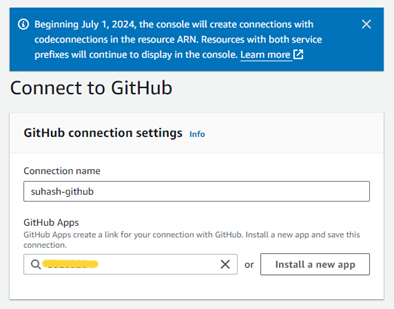 Beginning July 1, 2024, the console will create connections with
codeconnections in the resource ARN. Resources with both service
prefixes will continue to display in the console. Learn more
Connect to GitHub
GitHub connection settings Info
Connection name
suhash-github
GitHub Apps
GitHub Apps create a link for your connection with GitHub. Install a new app and save this
connection.
or Install a new app